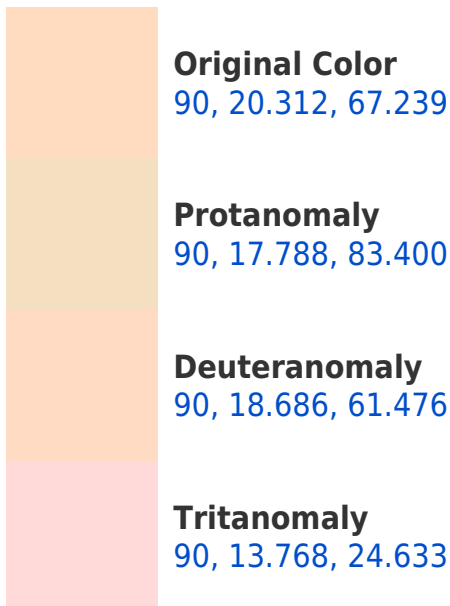 Original Color
90, 20.312, 67.239
Protanomaly
90, 17.788, 83.400
Deuteranomaly
90, 18.686, 61.476
Tritanomaly
90, 13.768, 24.633